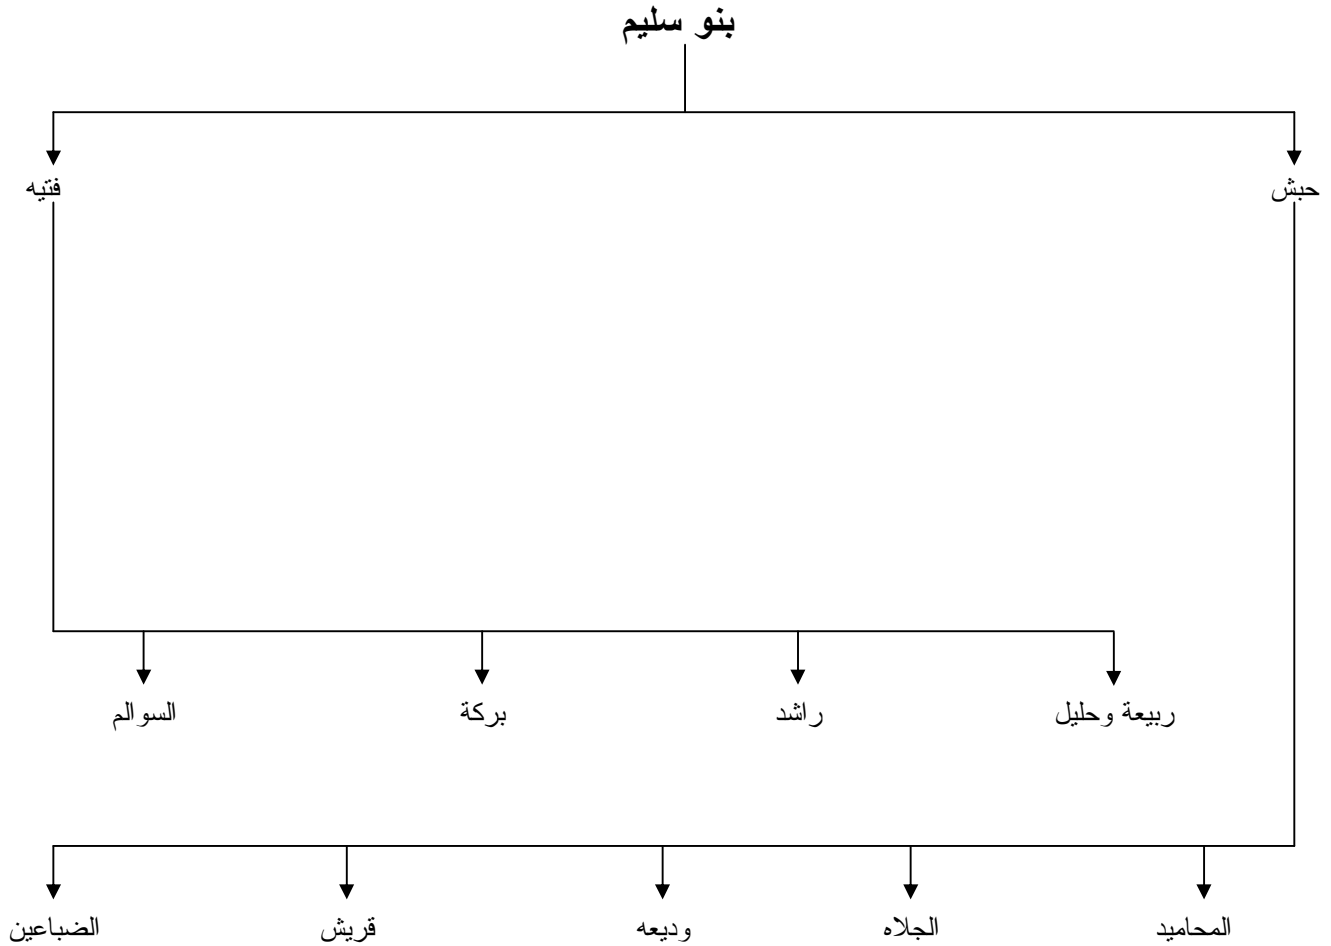 بنو سليم
حبش
فتيه
ربيعة وحليل
راشد
بركة
السوالم
المحاميد
الجلاه
وديعه
قريش
الضباعين